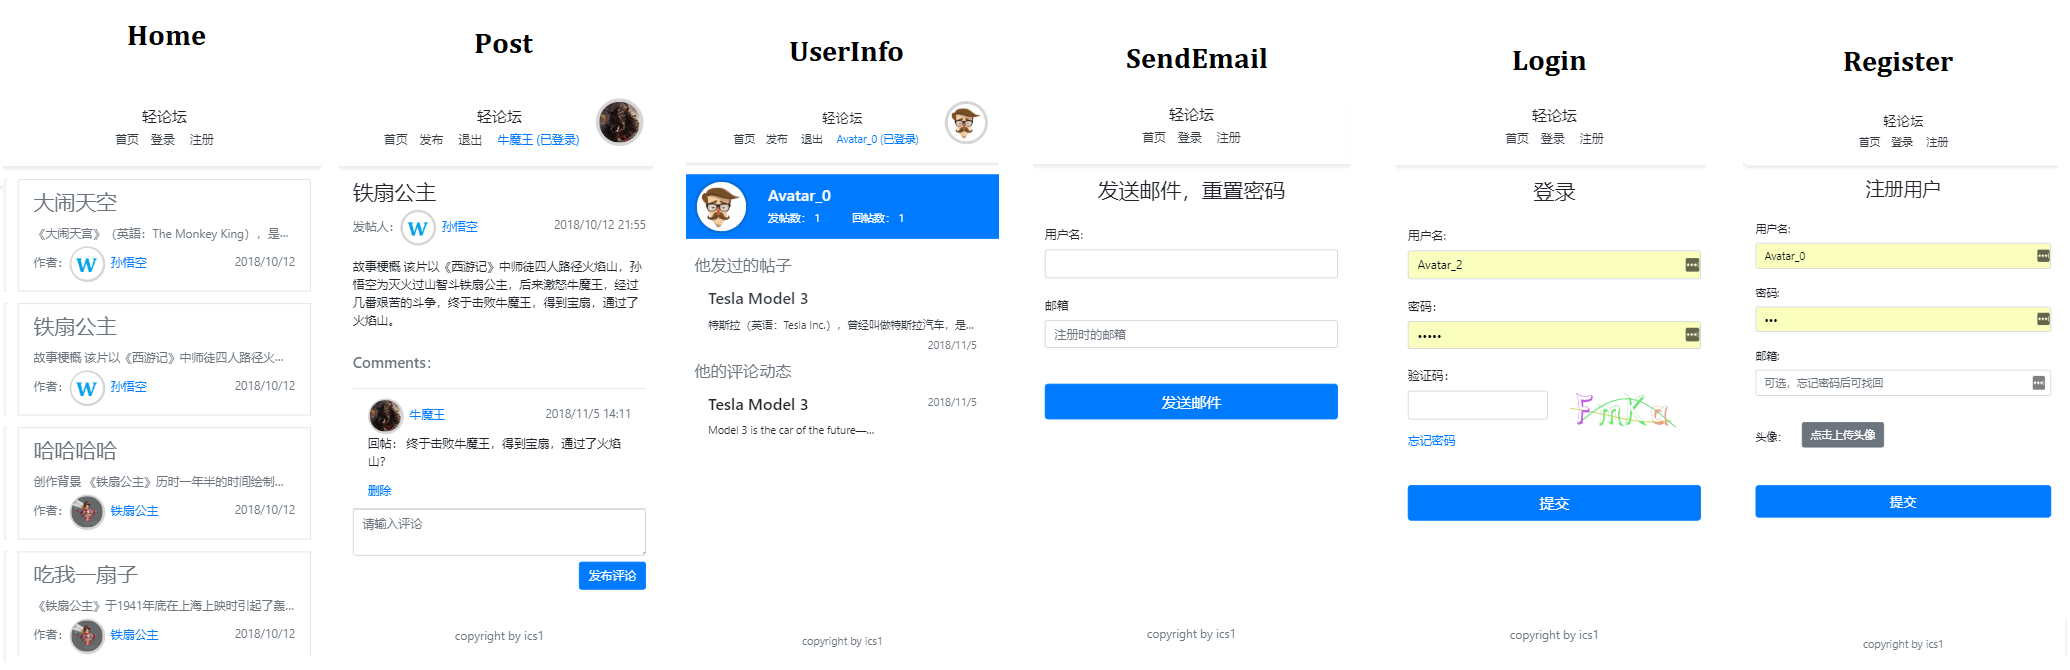 Home
轻论坛
首页 登录 注册
大闹天空
《大闹天宫》（英語：The Monkey King），是...
作者： W 孙悟空 2018/10/12
铁扇公主
故事梗概 该片以《西游记》中师徒四人路径火...
作者： W 孙悟空 2018/10/12
哈哈哈哈
创作背景 《铁扇公主》历时一年半的时间绘制...
作者： 铁扇公主 2018/10/12
吃我一扇子
《铁扇公主》于1941年底在上海上映时引起了轰...
作者： 铁扇公主 2018/10/12
Post
轻论坛
首页 发布 退出 牛魔王 (已登录)
铁扇公主
发帖人： W 孙悟空 2018/10/12 21:55
故事梗概 该片以《西游记》中师徒四人路径火焰山，孙
悟空为灭火过山智斗铁扇公主，后来激怒牛魔王，经过
几番艰苦的斗争，终于击败牛魔王，得到宝扇，通过了
火焰山。
Comments：
牛魔王 2018/11/5 14:11
回帖： 终于击败牛魔王，得到宝扇，通过了火焰
山？
删除
请输入评论
发布评论
copyright by ics1
UserInfo
轻论坛
首页 发布 退出 Avatar_0 (已登录)
Avatar_0
发帖数： 1 回帖数： 1
他发过的帖子
Tesla Model 3
特斯拉（英语：Tesla Inc.），曾经叫做特斯拉汽车，是...
2018/11/5
他的评论动态
Tesla Model 3 2018/11/5
Model 3 is the car of the future—...
copyright by ics1
SendEmail
轻论坛
首页 登录 注册
发送邮件，重置密码
用户名:
邮箱
注册时的邮箱
发送邮件
copyright by ics1
Login
轻论坛
首页 登录 注册
登录
用户名:
Avatar_2
密码：
•••••
验证码：
忘记密码
提交
copyright by ics1
Register
轻论坛
首页 登录 注册
注册用户
用户名:
Avatar_0
密码:
•••
邮箱:
可选，忘记密码后可找回
头像: 点击上传头像
提交
copyright by ics1